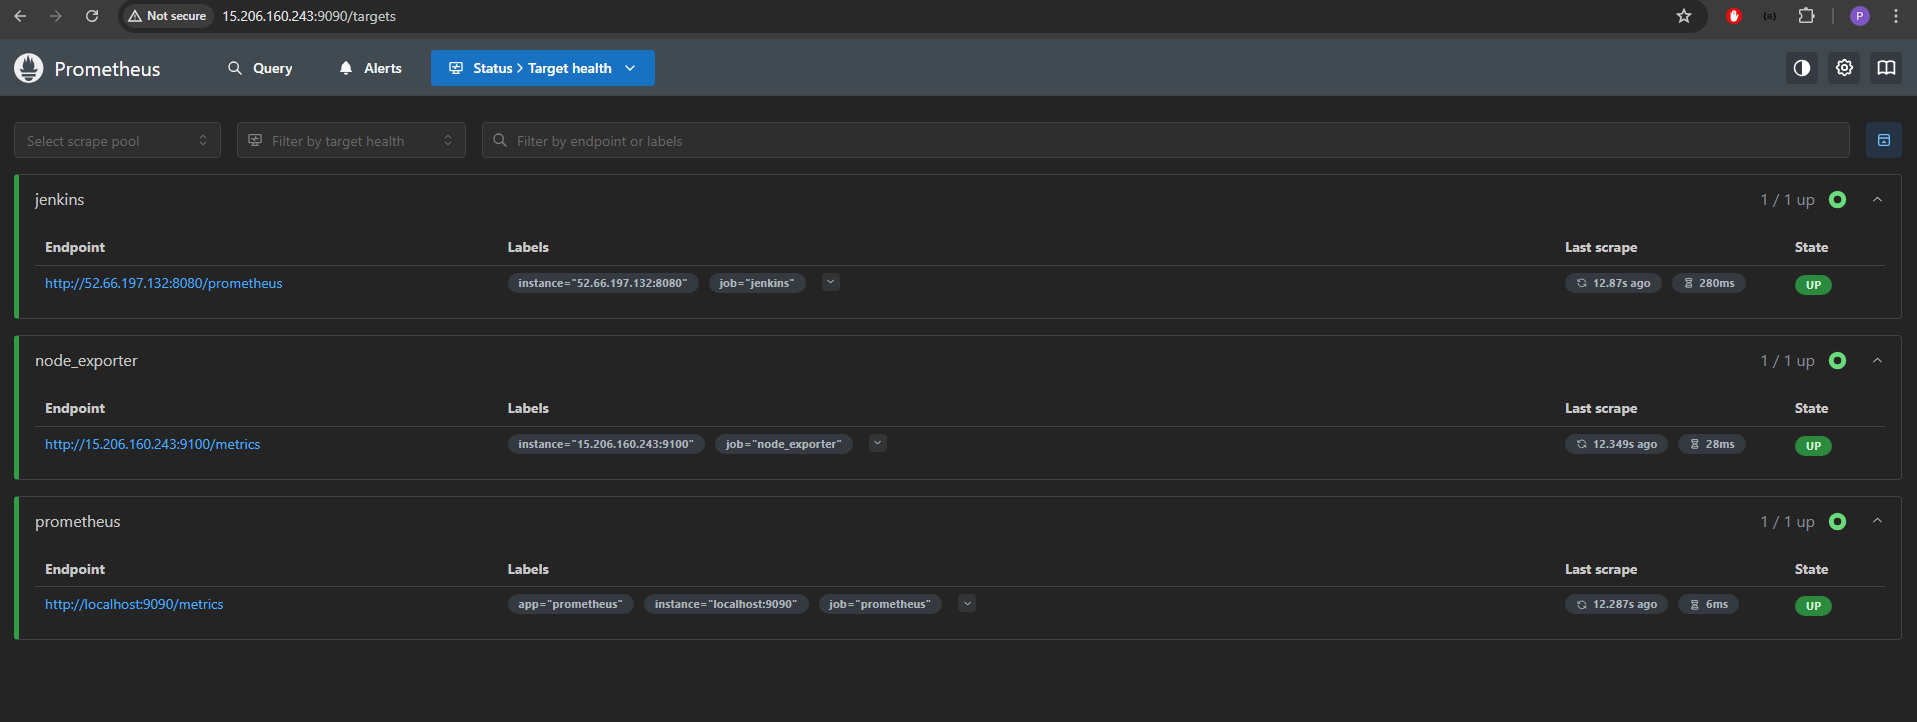 Not secure 15.206.160.243:9090/targets P
Prometheus Query Alerts Status > Target health
Select scrape pool Filter by target health Filter by endpoint or labels
jenkins 1 / 1 up
Endpoint Labels Last scrape State
http://52.66.197.132:8080/prometheus instance="52.66.197.132:8080" job="jenkins" 12.87s ago 280ms UP
node_exporter 1 / 1 up
Endpoint Labels Last scrape State
http://15.206.160.243:9100/metrics instance="15.206.160.243:9100" job="node_exporter" 12.349s ago 28ms UP
prometheus 1 / 1 up
Endpoint Labels Last scrape State
http://localhost:9090/metrics app="prometheus" instance="localhost:9090" job="prometheus" 12.287s ago 6ms UP